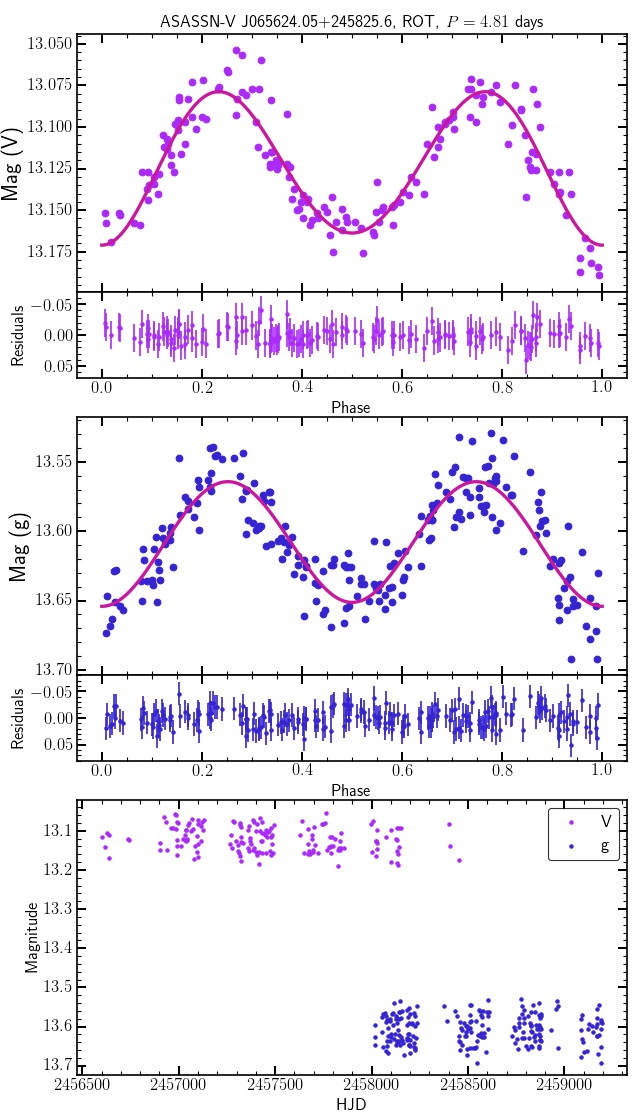 ASASSN-V J065624.05+245825.6, ROT, P = 4.81 days
13.050
13.075
13.100
13.125
13.150
13.175
Mag (V)
−0.05
0.00
0.05
Residuals
0.0 0.2 0.4 0.6 0.8 1.0
Phase
13.55
13.60
13.65
13.70
Mag (g)
−0.05
0.00
0.05
Residuals
0.0 0.2 0.4 0.6 0.8 1.0
Phase
V
g
13.1
13.2
13.3
13.4
13.5
13.6
13.7
Magnitude
2456500 2457000 2457500 2458000 2458500 2459000
HJD